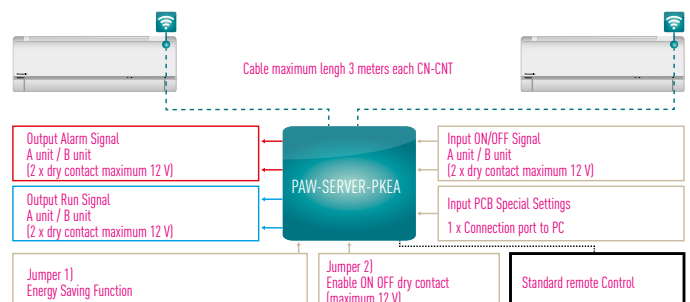 Cable maximum lengh 3 meters each CN-CNT
Output Alarm Signal
A unit / B unit
(2 x dry contact maximum 12 V)
Output Run Signal
A unit / B unit
(2 x dry contact maximum 12 V)
PAW-SERVER-PKEA
Input ON/OFF Signal
A unit / B unit
(2 x dry contact maximum 12 V)
Input PCB Special Settings
1 x Connection port to PC
Jumper 1)
Energy Saving Function
Jumper 2)
Enable ON OFF dry contact
(maximum 12 V)
Standard remote Control